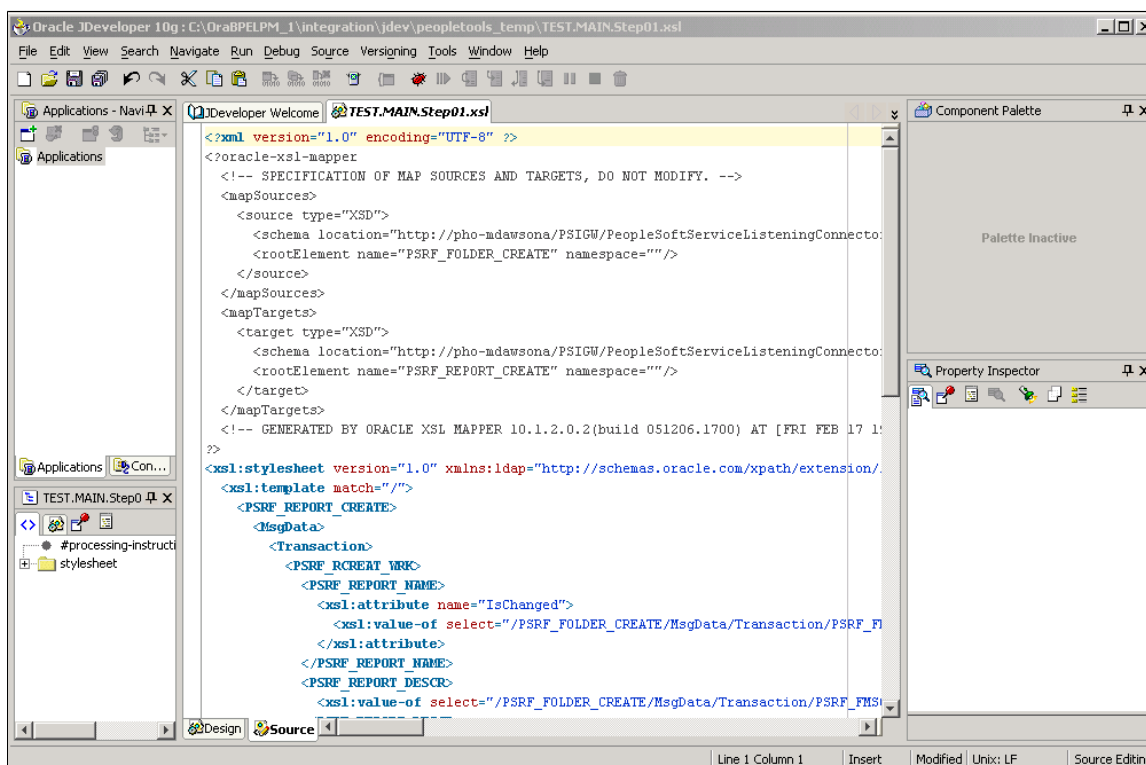 Oracle JDeveloper 10g : C:\OraBPELPM_1\integration\jdev\peopletools_temp\TEST.MAIN.Step01.xsl
File Edit View Search Navigate Run Debug Source Versioning Tools Window Help
Applications - Navi
Applications
Applications Con...
TEST.MAIN.Step0
#processing-instructi
stylesheet
JDeveloper Welcome TEST.MAIN.Step01.xsl
<?xml version="1.0" encoding="UTF-8" ?>
<?oracle-xsl-mapper
<!-- SPECIFICATION OF MAP SOURCES AND TARGETS, DO NOT MODIFY. -->
<mapSources>
<source type="XSD">
<schema location="http://pho-mdawsona/PSIGW/PeopleSoftServiceListeningConnector
<rootElement name="PSRF_FOLDER_CREATE" namespace=""/>
</source>
</mapSources>
<mapTargets>
<target type="XSD">
<schema location="http://pho-mdawsona/PSIGW/PeopleSoftServiceListeningConnector
<rootElement name="PSRF_REPORT_CREATE" namespace=""/>
</target>
</mapTargets>
<!-- GENERATED BY ORACLE XSL MAPPER 10.1.2.0.2(build 051206.1700) AT [FRI FEB 17
?>
<xsl:stylesheet version="1.0" xmlns:ldap="http://schemas.oracle.com/xpath/extension/
<xsl:template match="/">
<PSRF_REPORT_CREATE>
<MsgData>
<Transaction>
<PSRF_RCREAT_WRK>
<PSRF_REPORT_NAME>
<xsl:attribute name="IsChanged">
<xsl:value-of select="/PSRF_FOLDER_CREATE/MsgData/Transaction/PSRF_F
</xsl:attribute>
</PSRF_REPORT_NAME>
<PSRF_REPORT_DESCR>
<xsl:value-of select="/PSRF_FOLDER_CREATE/MsgData/Transaction/PSRF_FMS
Design Source
Component Palette
Palette Inactive
Property Inspector
Line 1 Column 1 Insert Modified Unix: LF Source Editin